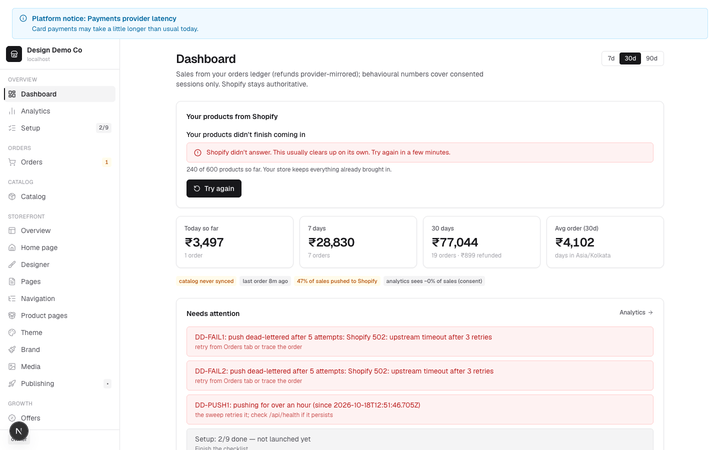 Platform notice: Payments provider latency
Card payments may take a little longer than usual today.
Design Demo Co
localhost
OVERVIEW
Dashboard
Analytics
Setup 2/9
ORDERS
Orders 1
CATALOG
Catalog
STOREFRONT
Overview
Home page
Designer
Pages
Navigation
Product pages
Theme
Brand
Media
Publishing
GROWTH
Offers
N
Dashboard
7d 30d 90d
Sales from your orders ledger (refunds provider-mirrored); behavioural numbers cover consented
sessions only. Shopify stays authoritative.
Your products from Shopify
Your products didn't finish coming in
Shopify didn't answer. This usually clears up on its own. Try again in a few minutes.
240 of 600 products so far. Your store keeps everything already brought in.
Try again
Today so far
₹3,497
1 order
7 days
₹28,830
7 orders
30 days
₹77,044
19 orders · ₹899 refunded
Avg order (30d)
₹4,102
days in Asia/Kolkata
catalog never synced last order 8m ago 47% of sales pushed to Shopify analytics sees ~0% of sales (consent)
Needs attention Analytics →
DD-FAIL1: push dead-lettered after 5 attempts: Shopify 502: upstream timeout after 3 retries
retry from Orders tab or trace the order
DD-FAIL2: push dead-lettered after 5 attempts: Shopify 502: upstream timeout after 3 retries
retry from Orders tab or trace the order
DD-PUSH1: pushing for over an hour (since 2026-10-18T12:51:46.705Z)
the sweep retries it; check /api/health if it persists
Setup: 2/9 done — not launched yet
Finish the checklist